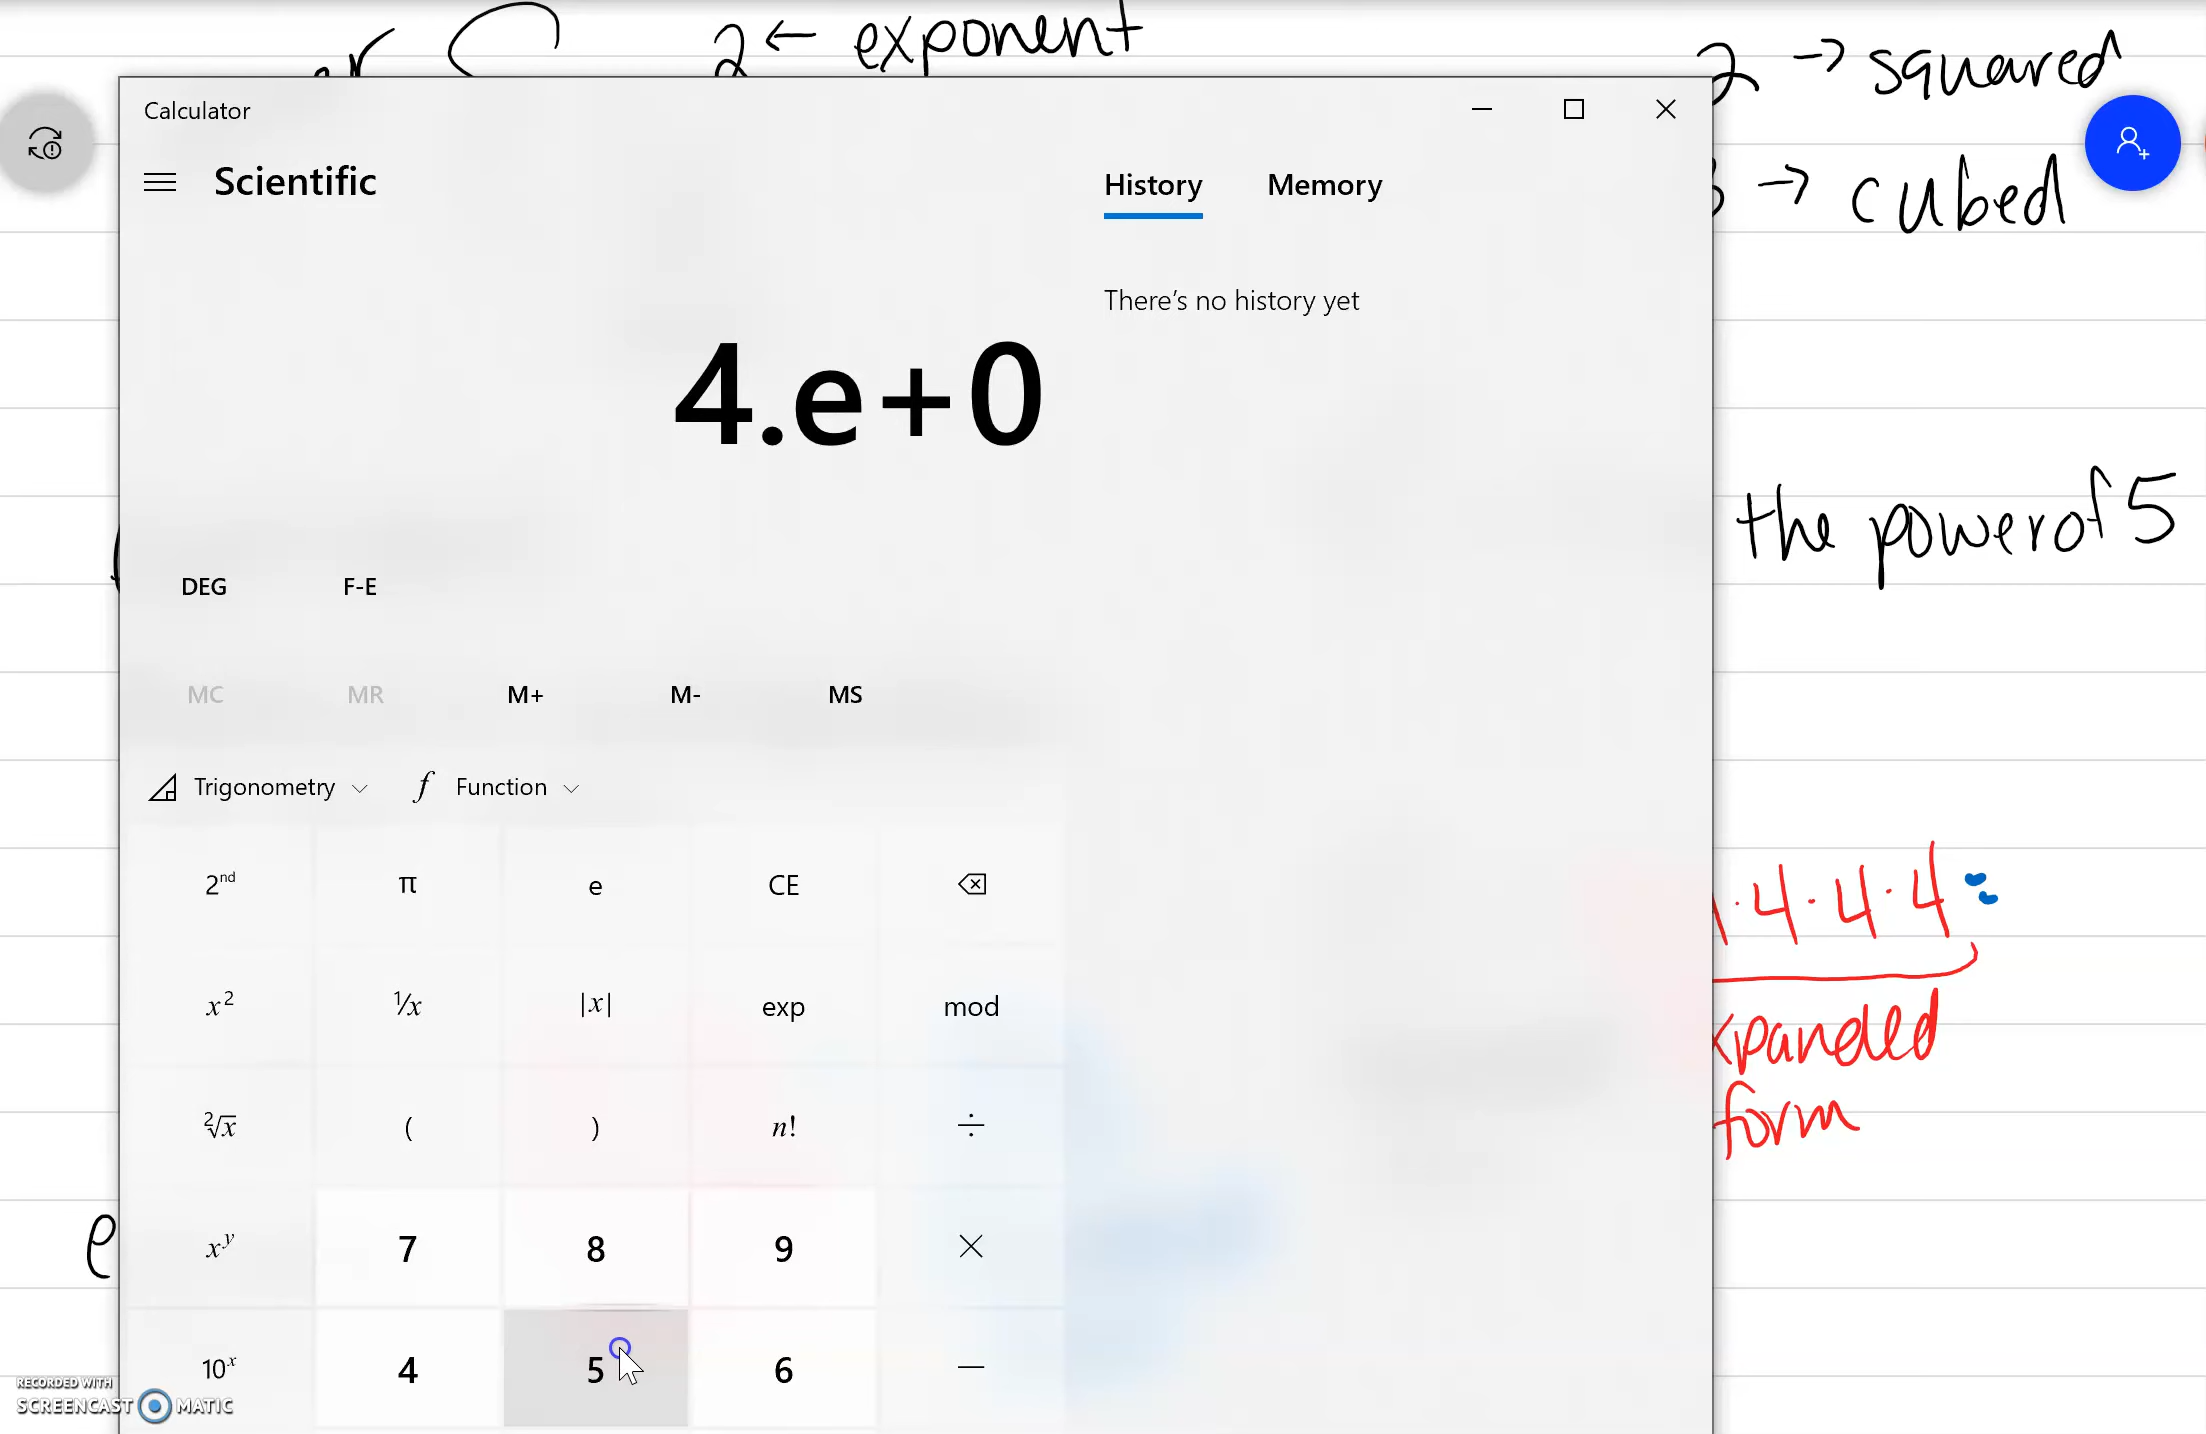 2 ← exponent
2 → squared
Calculator
Scientific
History Memory
→ cubed
There's no history yet
4.e+0
the power of 5
DEG F-E
MC MR M+ M- MS
Trigonometry f Function
2nd π e CE
· 4 · 4 · 4 =
x² ¹/x |x| exp mod
xpanded
form
²√x ( ) n! ÷
xʸ 7 8 9 ×
e
10ˣ 4 5 6 −
RECORDED WITH
SCREENCAST MATIC